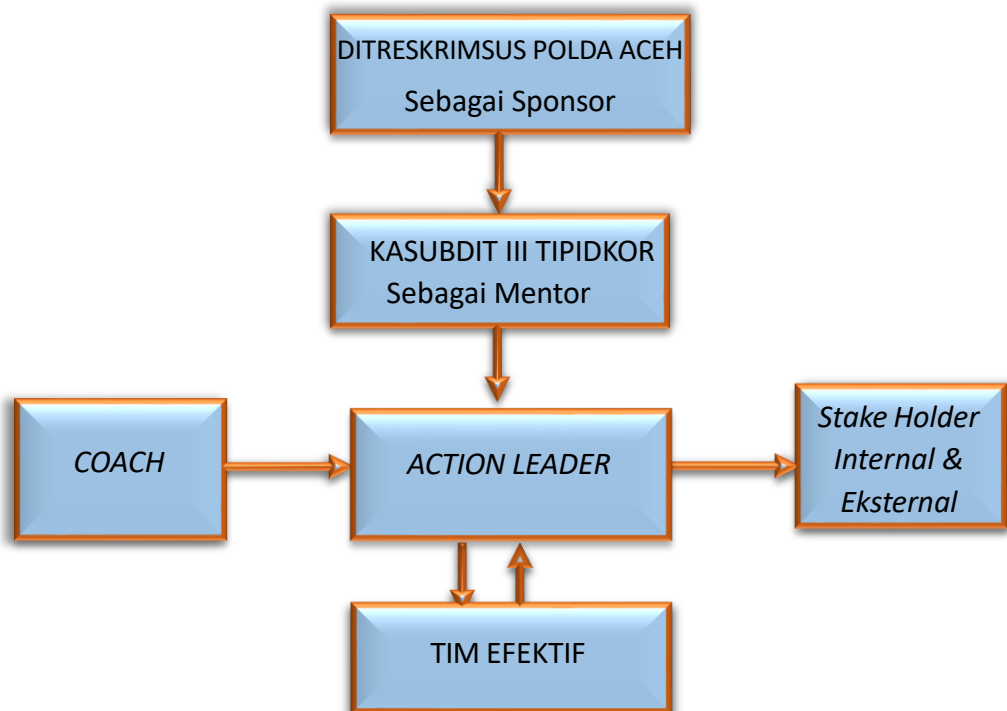 DITRESKRIMSUS POLDA ACEH
Sebagai Sponsor
KASUBDIT III TIPIDKOR
Sebagai Mentor
COACH
ACTION LEADER
Stake Holder
Internal &
Eksternal
TIM EFEKTIF